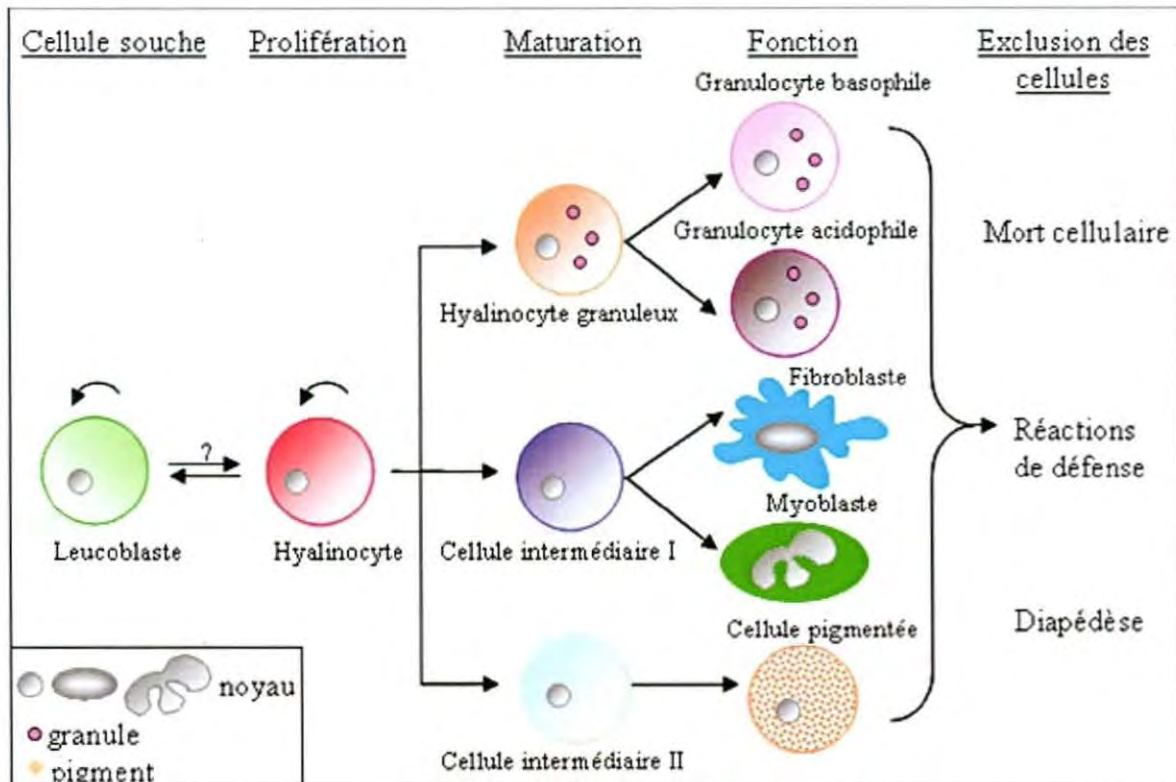 Cellule souche
Prolifération
Maturation
Fonction
Exclusion des
cellules
Granulocyte basophile
Granulocyte acidophile
Mort cellulaire
Hyalinocyte granuleux
Fibroblaste
?
Réactions
de défense
Myoblaste
Leucoblaste
Hyalinocyte
Cellule intermédiaire I
Cellule pigmentée
Diapédèse
noyau
granule
pigment
Cellule intermédiaire II